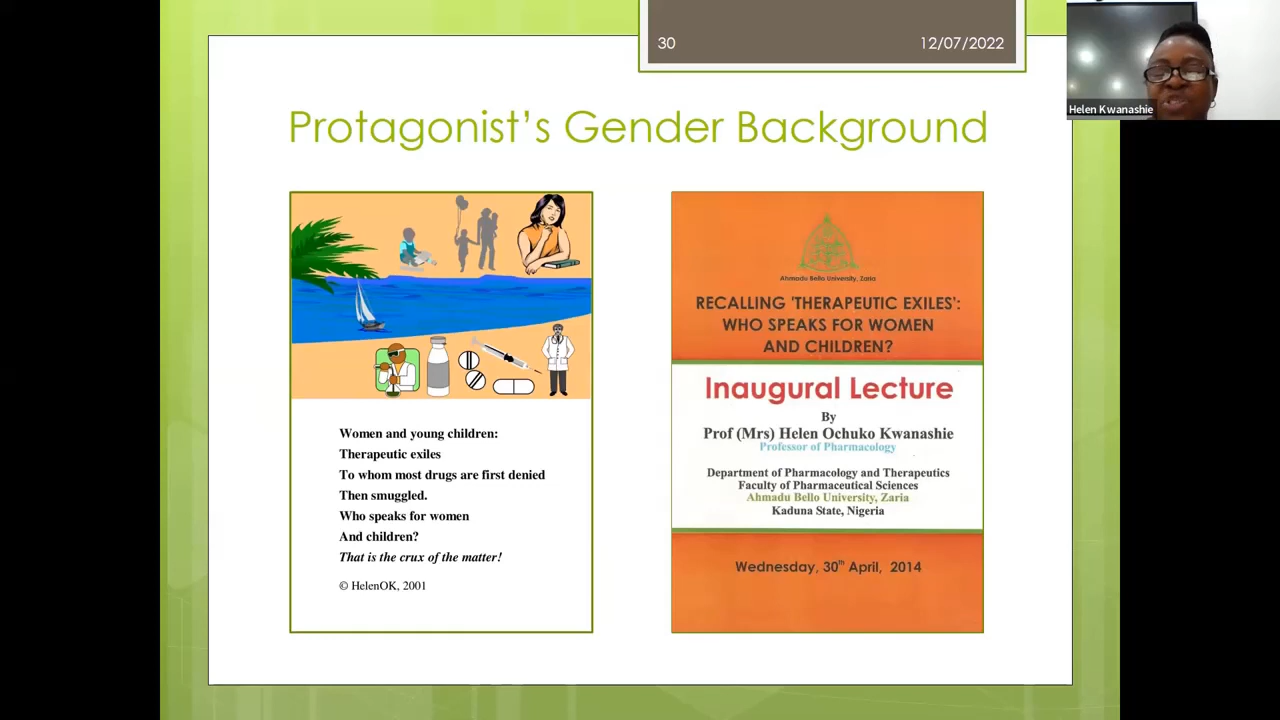 30
12/07/2022
Helen Kwanashie
Protagonist's Gender Background
Women and young children:
Therapeutic exiles
To whom most drugs are first denied
Then smuggled.
Who speaks for women
And children?
That is the crux of the matter!
© HelenOK, 2001
Ahmadu Bello University, Zaria
RECALLING 'THERAPEUTIC EXILES':
WHO SPEAKS FOR WOMEN
AND CHILDREN?
Inaugural Lecture
By
Prof (Mrs) Helen Ochuko Kwanashie
Professor of Pharmacology
Department of Pharmacology and Therapeutics
Faculty of Pharmaceutical Sciences
Ahmadu Bello University, Zaria
Kaduna State, Nigeria
Wednesday, 30th April, 2014